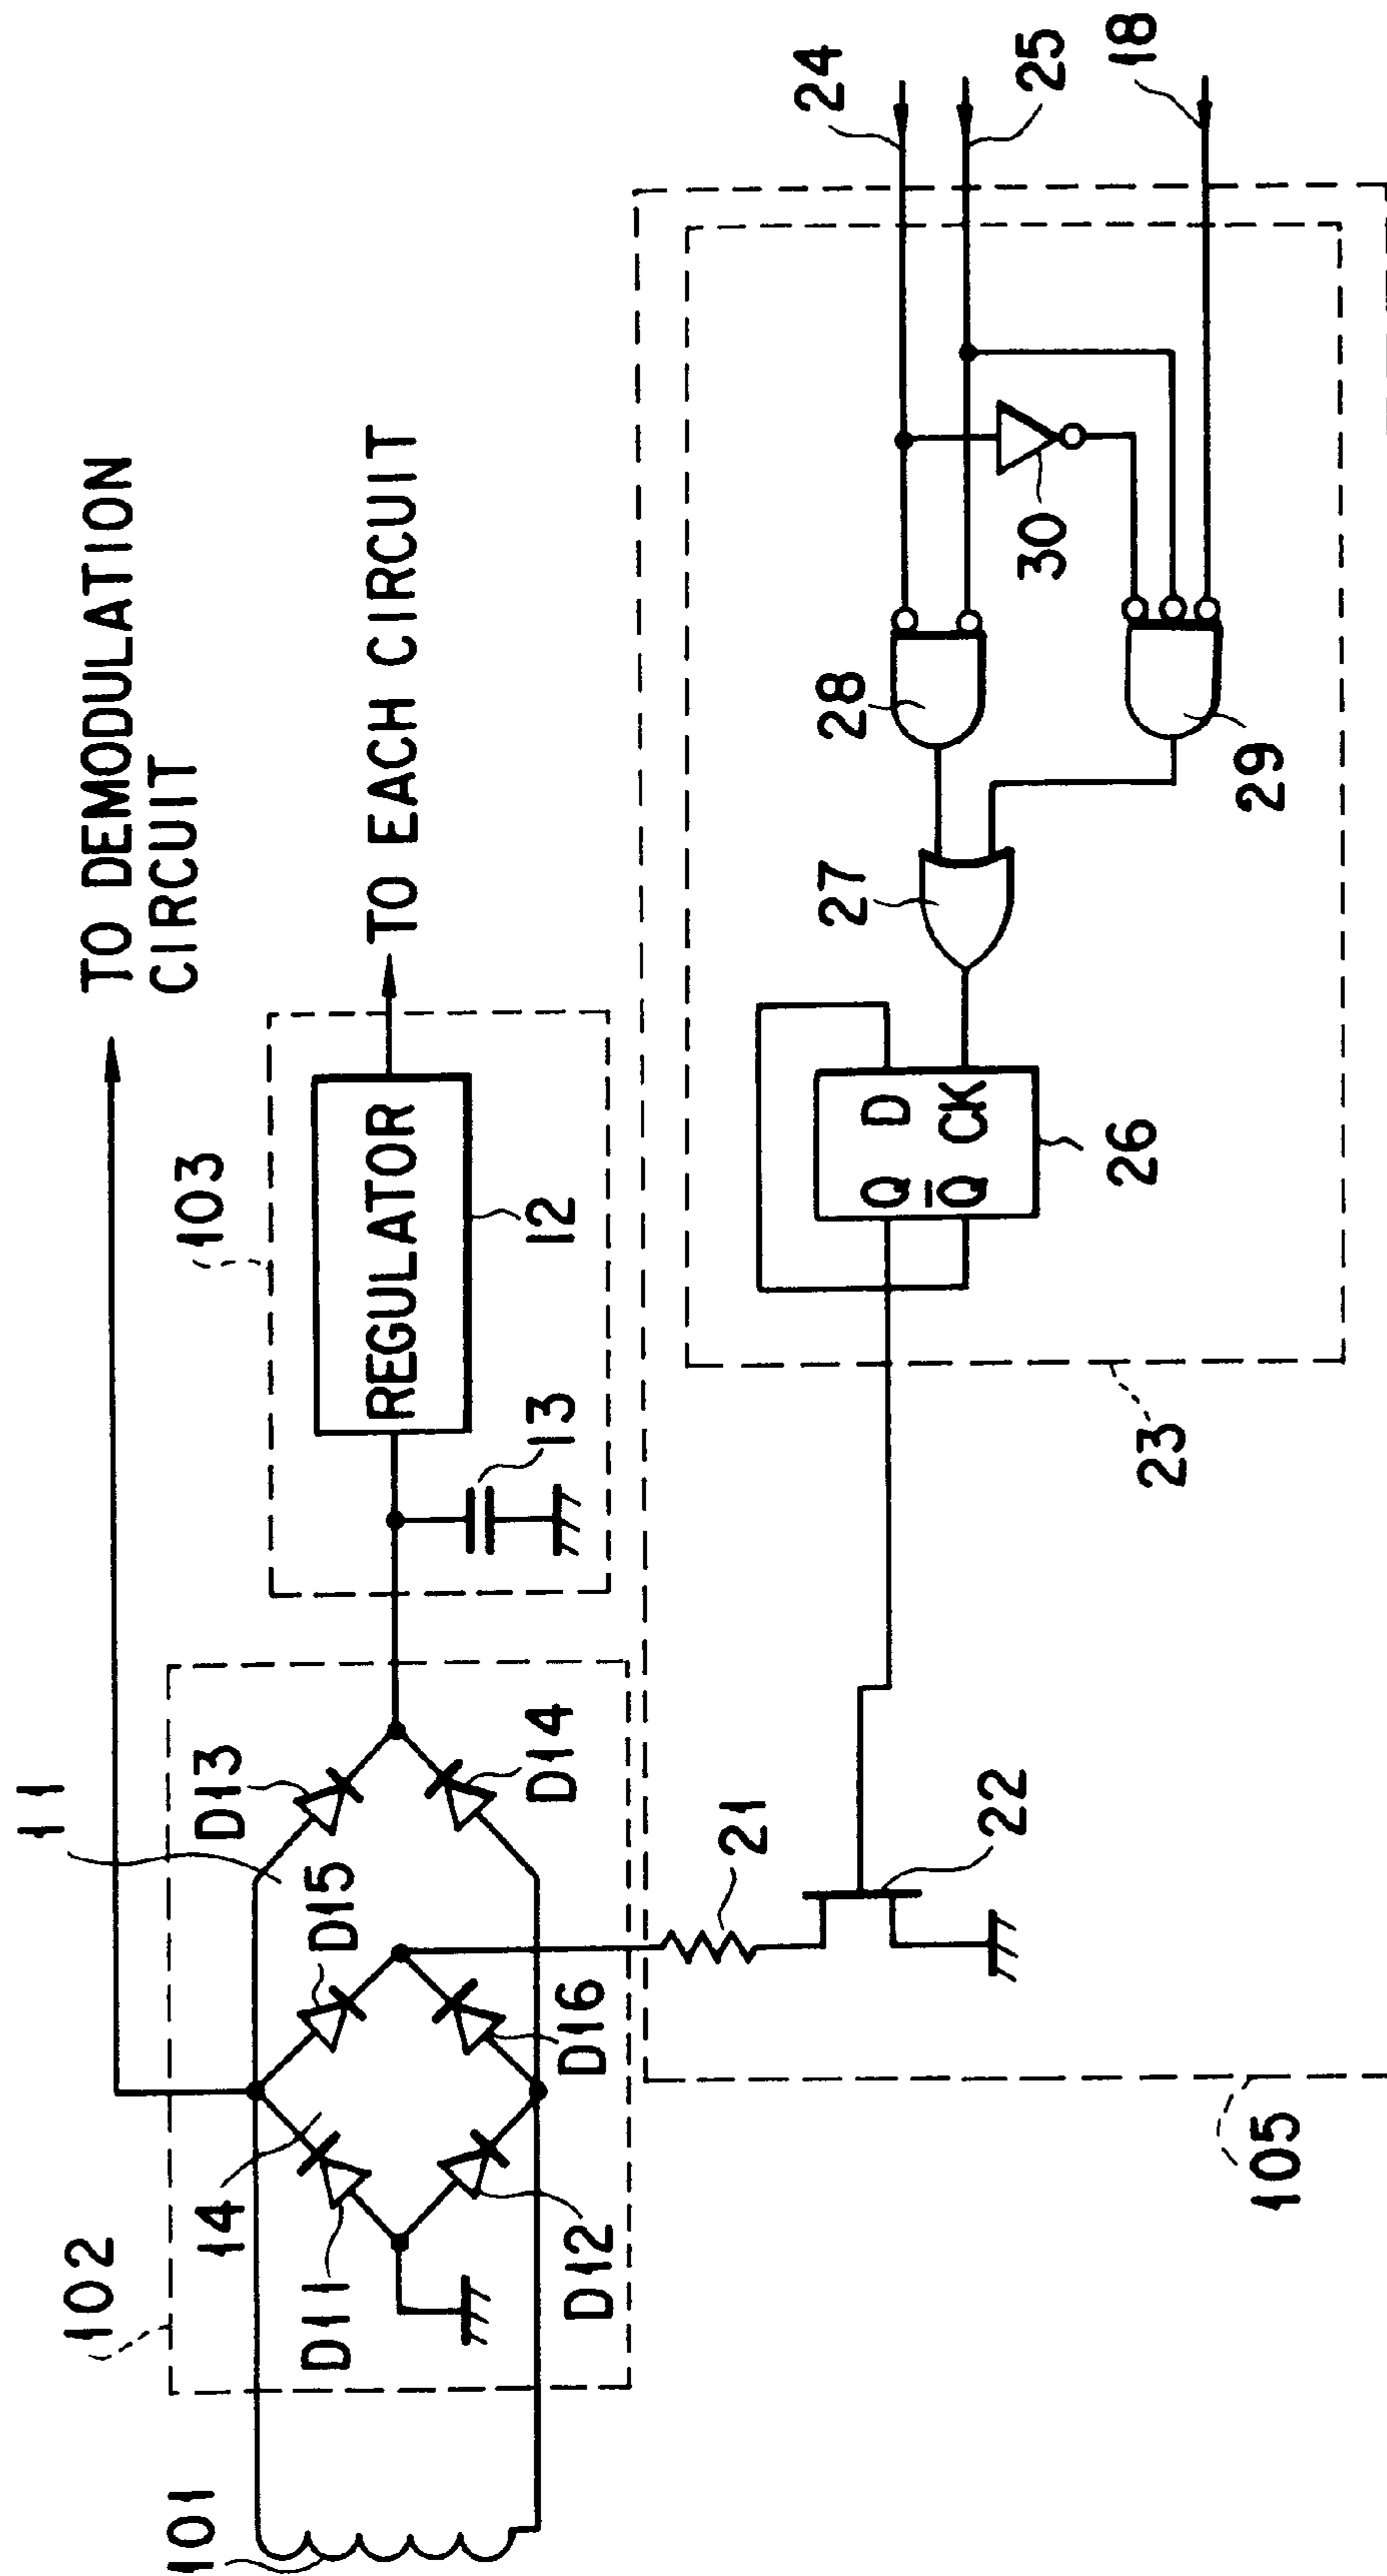 TO DEMODULATION
CIRCUIT
TO EACH CIRCUIT
11
103
REGULATOR
12
13
102
D13
D14
14
D15
D16
D11
D12
101
21
22
105
23
Q D
Q̅ CK
26
27
28
29
30
24
25
18